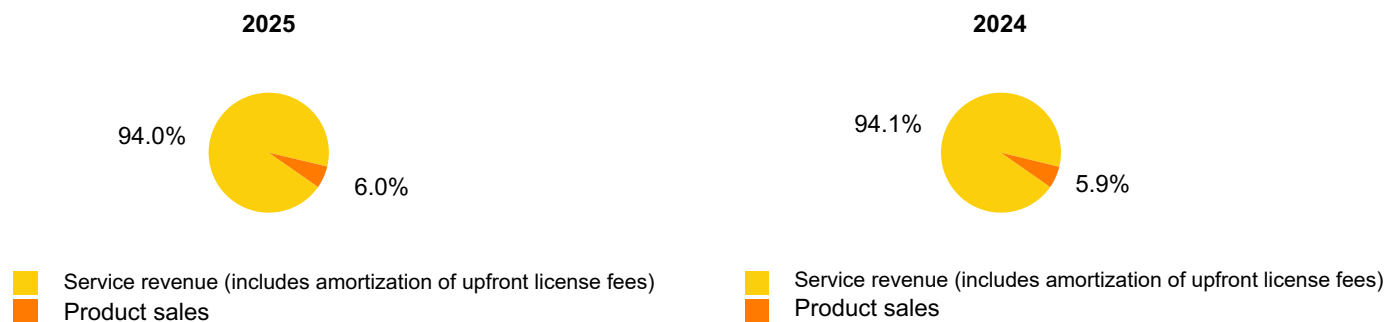 2025
94.0%
6.0%
Service revenue (includes amortization of upfront license fees)
Product sales
2024
94.1%
5.9%
Service revenue (includes amortization of upfront license fees)
Product sales